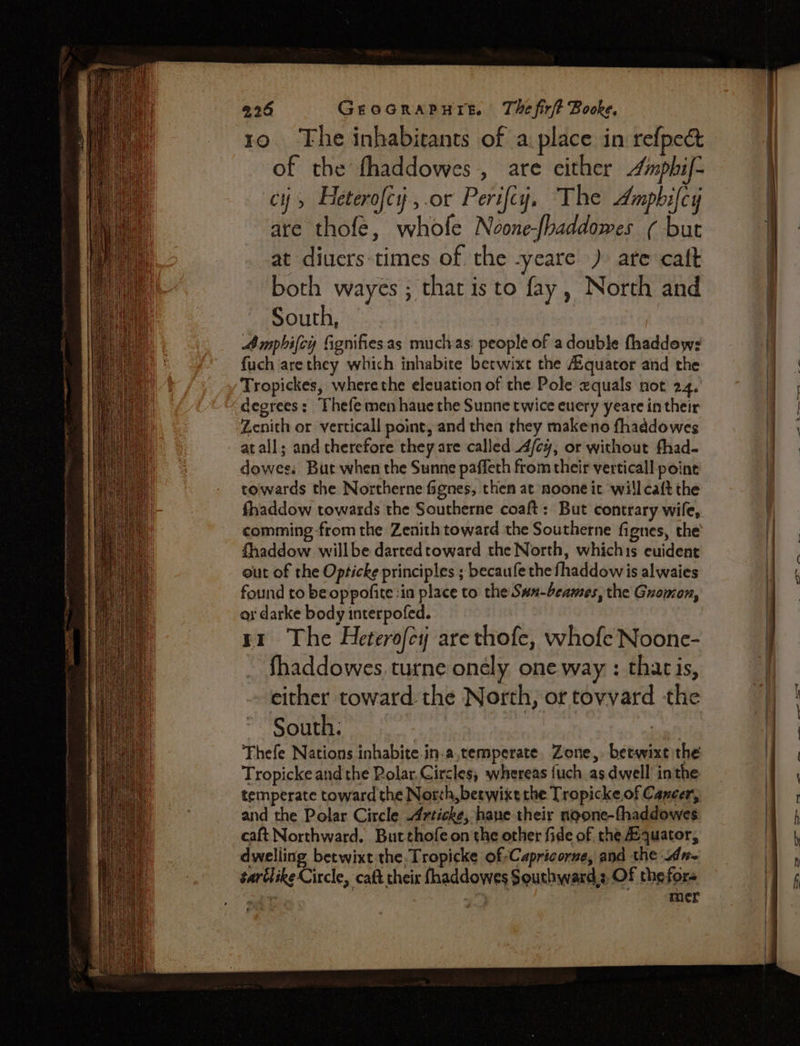 226 GEOGRAPHIE. The firſt Booke.
10 The inhabitants of a place in reſpect
of the ſhaddowes, are either Amphiſ-
cij, Heteroſcij, or Periſcij. The Amphiſcij
are thoſe, whoſe Noone-ſhaddowes ( but
at diuers times of the yeare ) are caſt
both wayes; that is to ſay, North and
South,
Amphiſcij ſignifies as much as people of a double ſhaddow:
ſuch are they which inhabite betwixt the Æquator and the
Tropickes, where the eleuation of the Pole æquals not 24.
degrees: Theſe men haue the Sunne twice euery yeare in their
Zenith or verticall point, and then they make no ſhaddowes
at all; and therefore they are called Aſcij, or without ſhad-
dowes. But when the Sunne paſſeth from their verticall point
towards the Northerne ſignes, then at noone it will caſt the
ſhaddow towards the Southerne coaſt: But contrary wiſe,
comming from the Zenith toward the Southerne ſignes, the
ſhaddow will be darted toward the North, which is euident
out of the Opticke principles; becauſe the ſhaddow is alwaies
found to be oppoſite in place to the Sun-beames, the Gnomon,
or darke body interpoſed.
11 The Heteroſcij are thoſe, whoſe Noone-
ſhaddowes turne onely one way: that is,
either toward the North, or tovvard the
South.
Theſe Nations inhabite in a temperate Zone, betwixt the
Tropicke and the Polar Circles, whereas ſuch as dwell in the
temperate toward the North, betwixt the Tropicke of Cancer,
and the Polar Circle Articke, haue their noone-ſhaddowes
caſt Northward. But thoſe on the other ſide of the Æquator,
dwelling betwixt the Tropicke of Capricorne, and the An-
tartike Circle, caſt their ſhaddowes Southward; Of the for-
mer